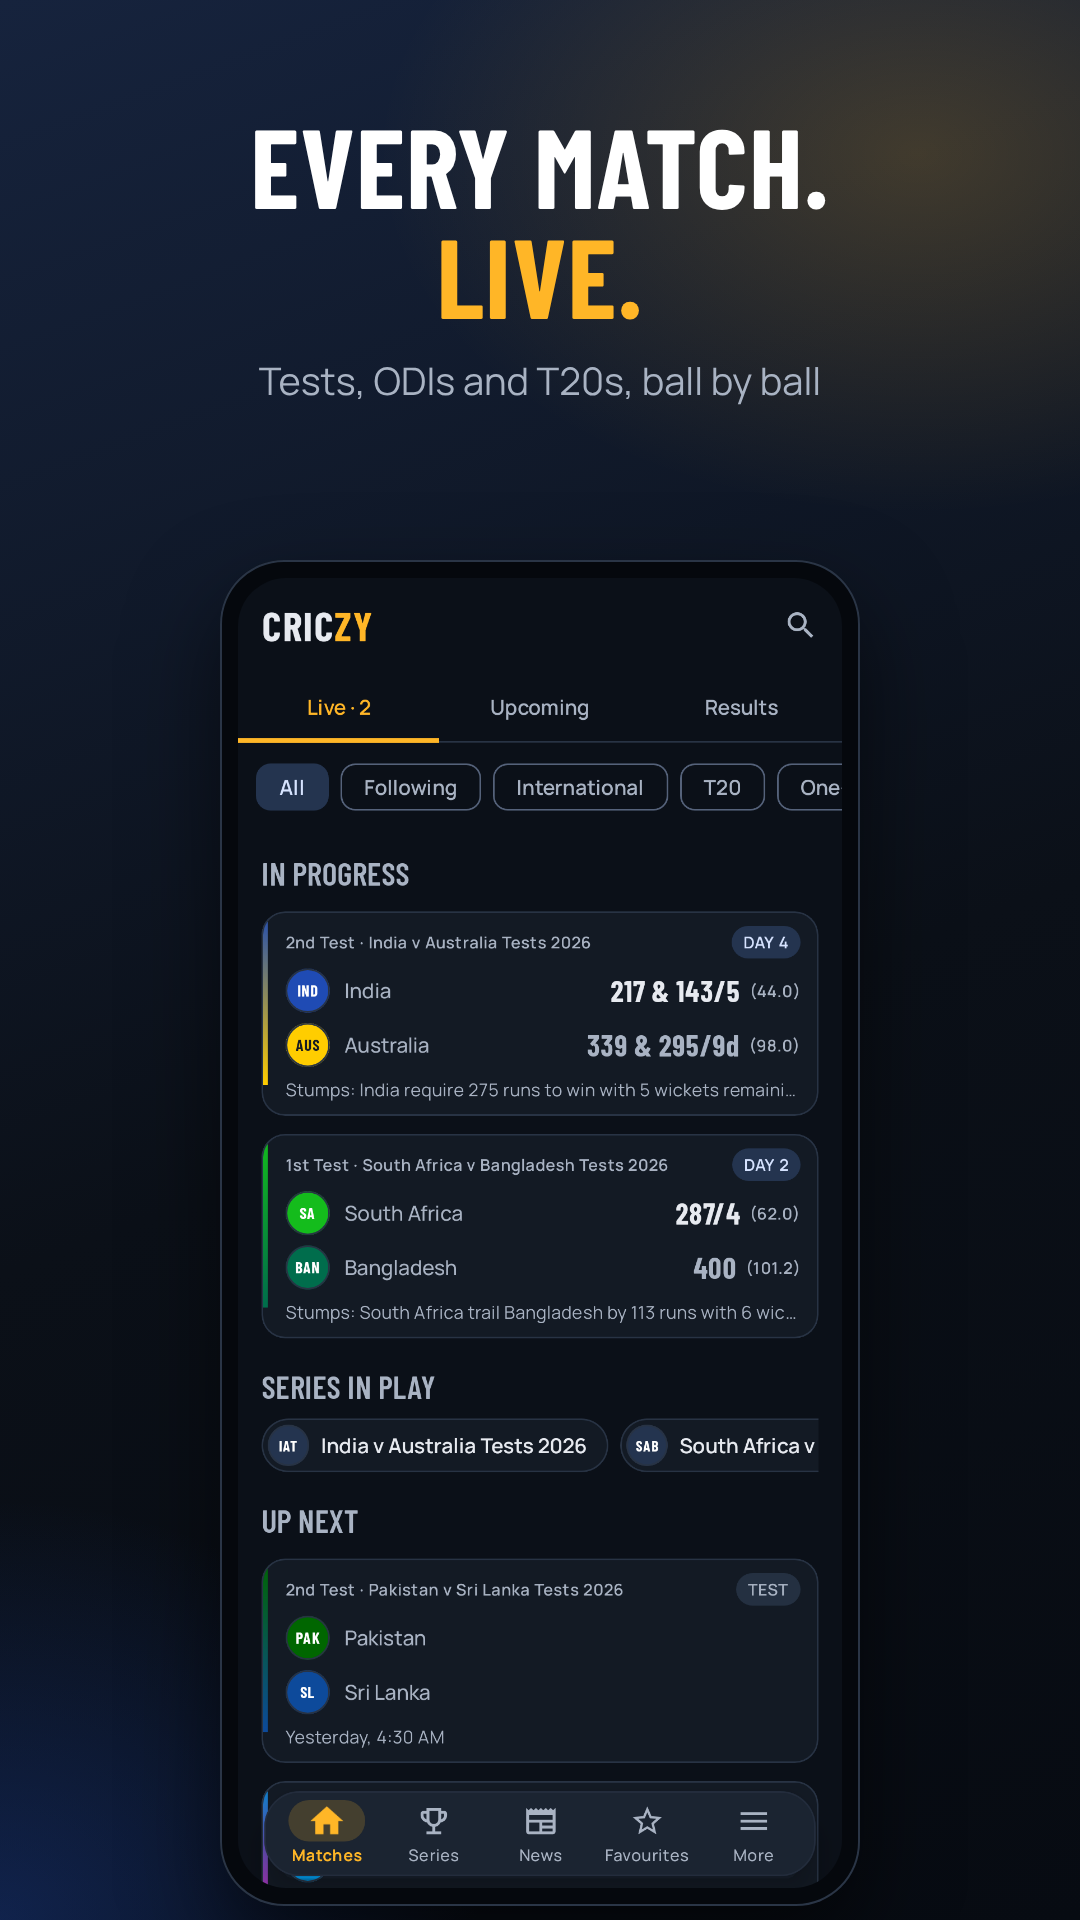 EVERY MATCH.
LIVE.
Tests, ODIs and T20s, ball by ball
CRICZY
Live · 2 Upcoming Results
All Following International T20 One-
IN PROGRESS
2nd Test · India v Australia Tests 2026 DAY 4
IND India 217 & 143/5 (44.0)
AUS Australia 339 & 295/9d (98.0)
Stumps: India require 275 runs to win with 5 wickets remaini...
1st Test · South Africa v Bangladesh Tests 2026 DAY 2
SA South Africa 287/4 (62.0)
BAN Bangladesh 400 (101.2)
Stumps: South Africa trail Bangladesh by 113 runs with 6 wic...
SERIES IN PLAY
IAT India v Australia Tests 2026 SAB South Africa v
UP NEXT
2nd Test · Pakistan v Sri Lanka Tests 2026 TEST
PAK Pakistan
SL Sri Lanka
Yesterday, 4:30 AM
Matches Series News Favourites More